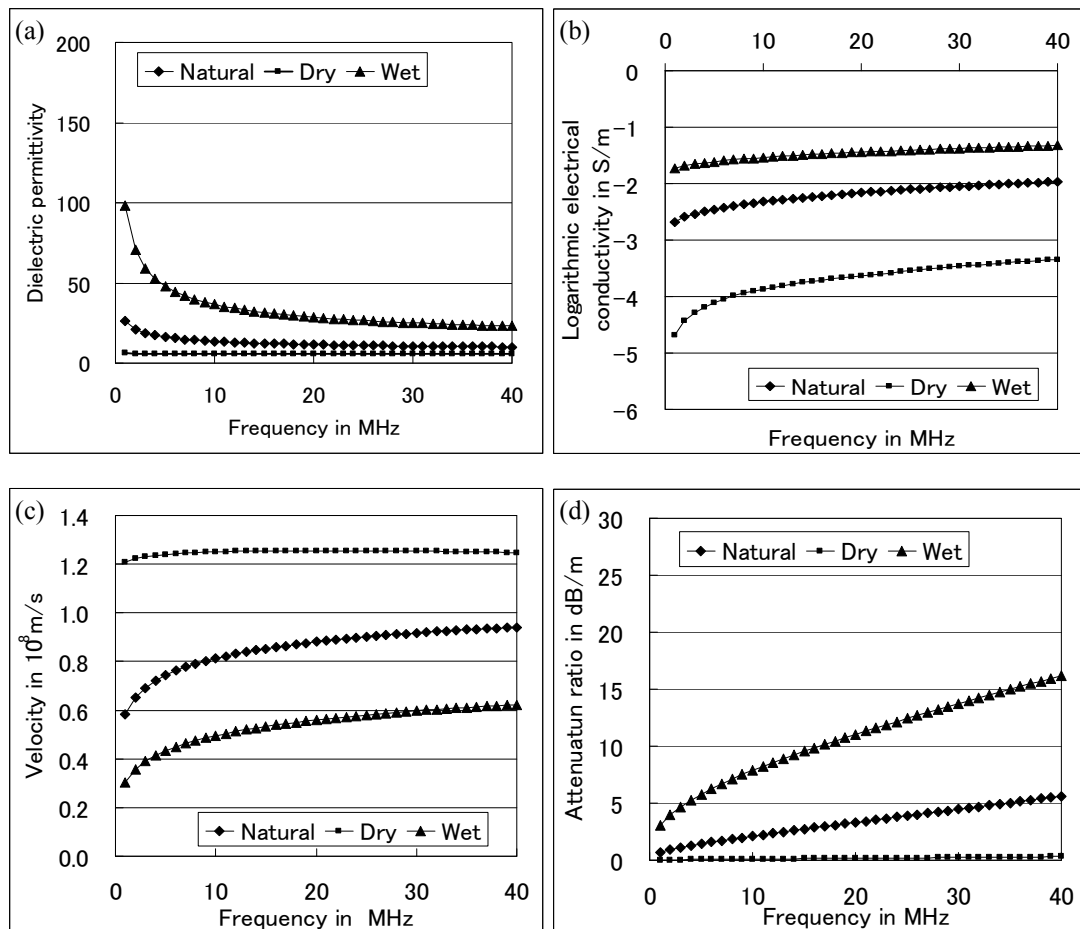 (a)
200
150
100
50
0
Natural Dry Wet
Dielectric permittivity
0 10 20 30 40
Frequency in MHz
(b)
0 10 20 30 40
0
−1
−2
−3
−4
−5
−6
Logarithmic electrical
conductivity in S/m
Natural Dry Wet
Frequency in MHz
(c)
1.4
1.2
1.0
0.8
0.6
0.4
0.2
0.0
Velocity in 10⁸m/s
Natural Dry Wet
0 10 20 30 40
Frequency in MHz
(d)
30
25
20
15
10
5
0
Natural Dry Wet
Attenuatun ratio in dB/m
0 10 20 30 40
Frequency in MHz